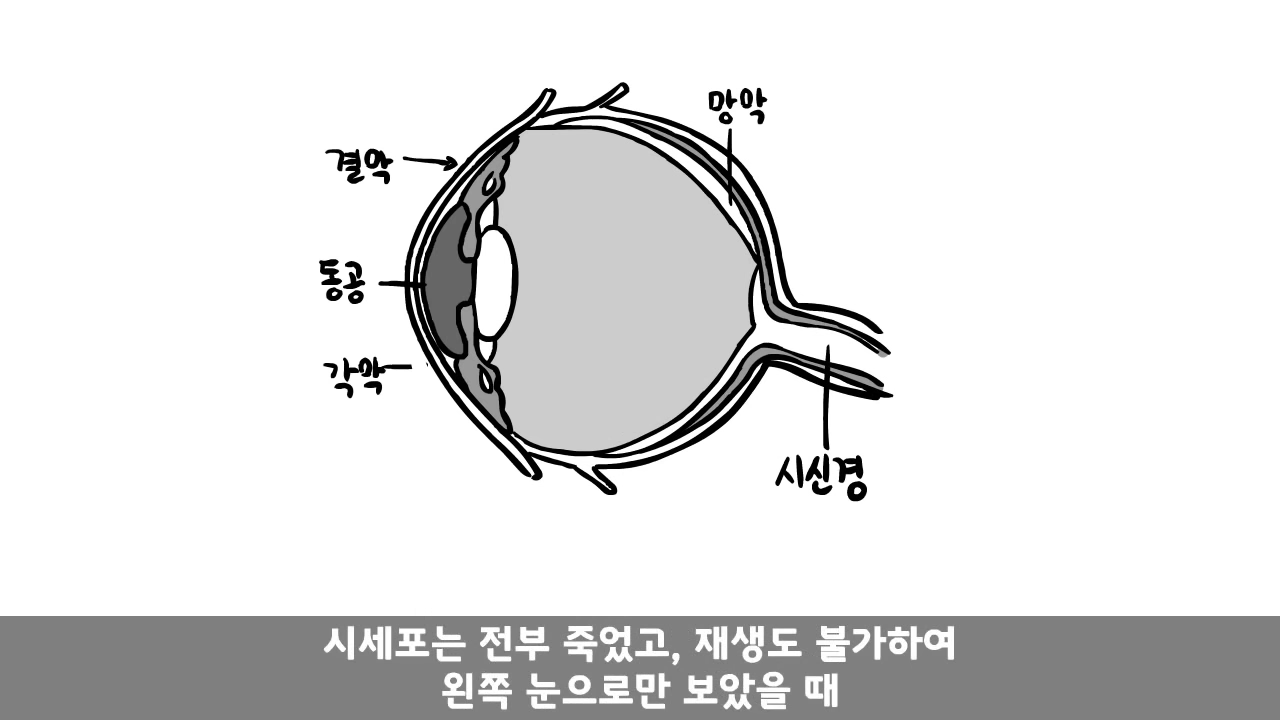 망막
결막
동공
각막
시신경
시세포는 전부 죽었고, 재생도 불가하여
왼쪽 눈으로만 보았을 때